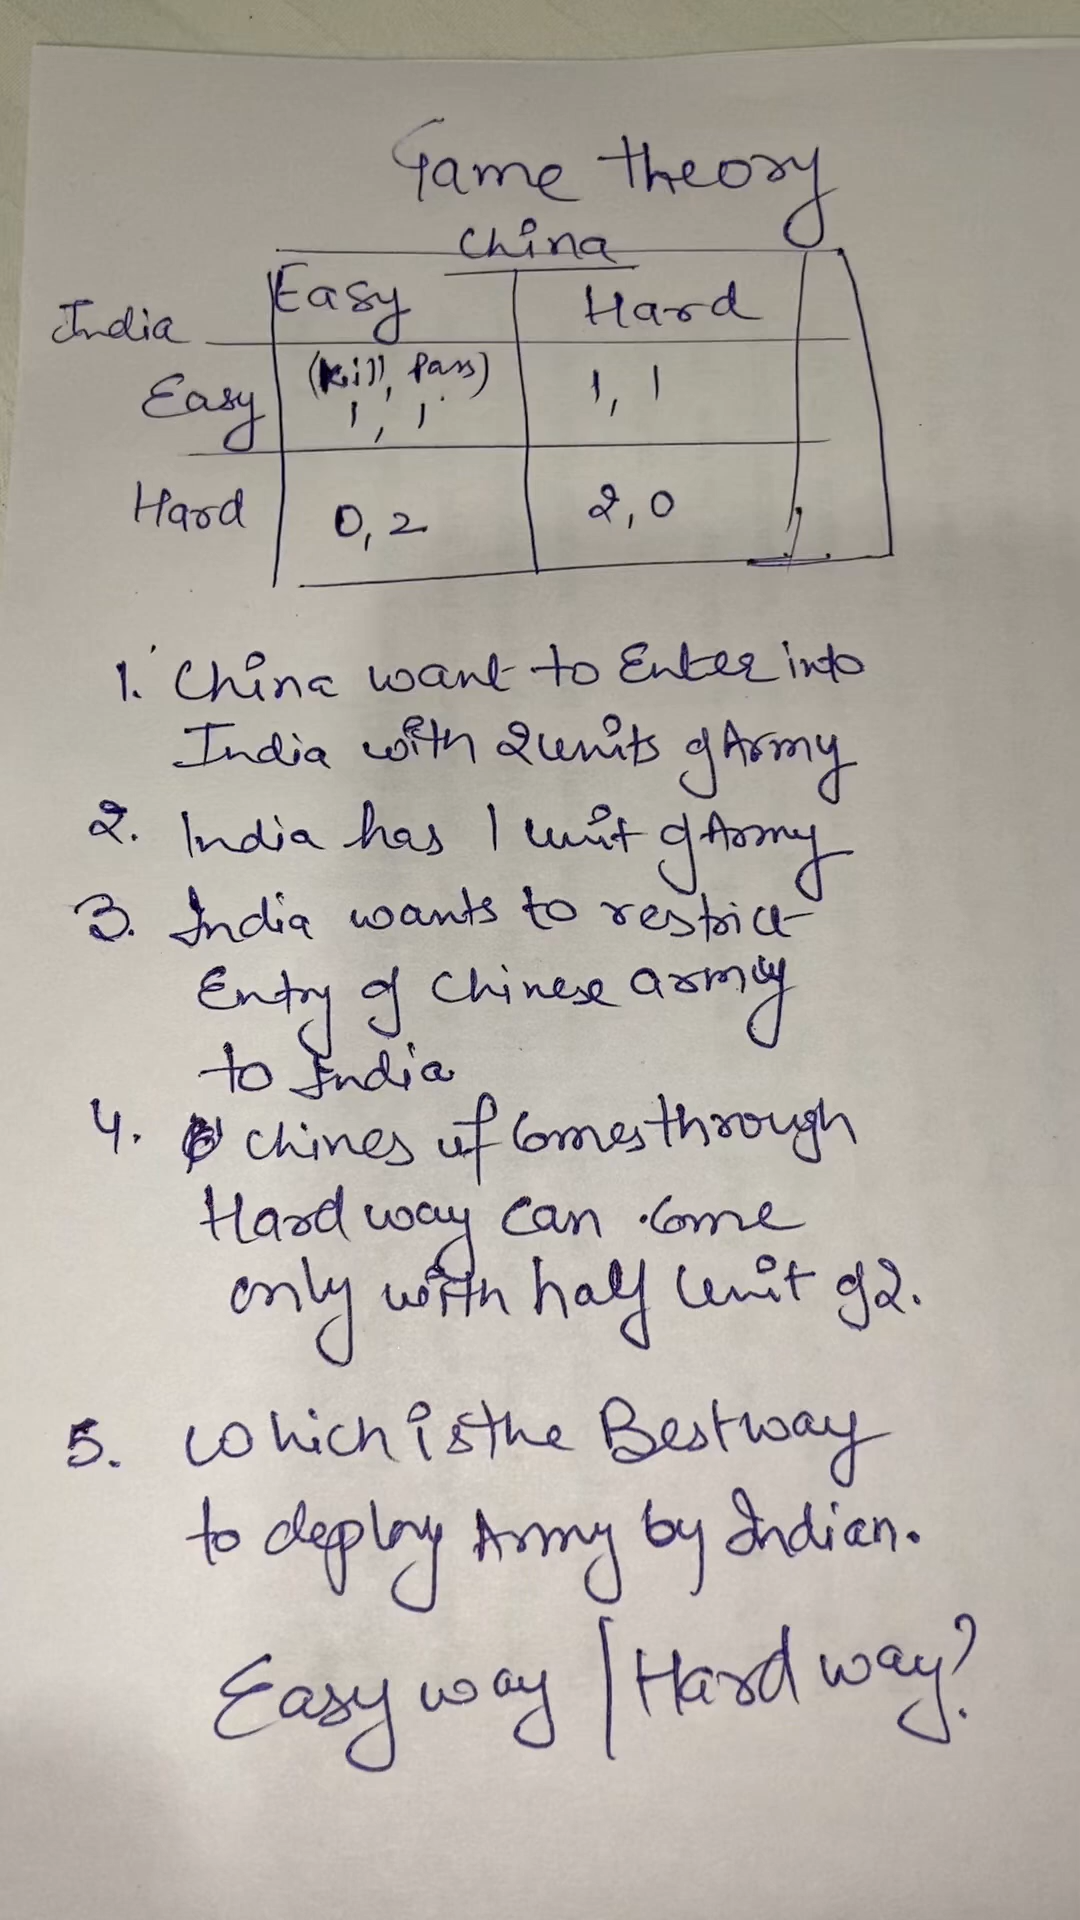 Game theory
China
India Easy Hard
Easy (kill, Pass) 1, 1
1, 1
Hard 0, 2 2, 0
1. China want to Enter into
India with 2 units of Army
2. India has 1 unit of Army
3. India wants to restrict
Entry of Chinese army
to India
4. Chines if Comes through
Hard way can come
only with half unit of 2.
5. Which is the Best way
to deploy Army by Indian.
Easy way / Hard way?